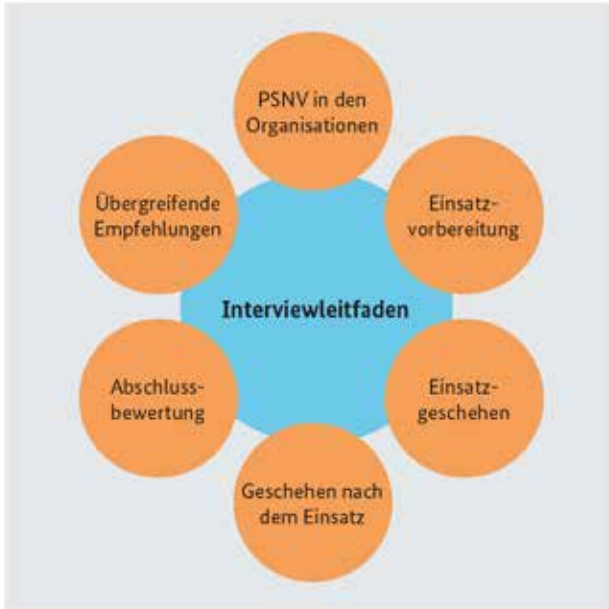 PSNV in den
Organisationen
Einsatz-
vorbereitung
Einsatz-
geschehen
Geschehen nach
dem Einsatz
Abschluss-
bewertung
Übergreifende
Empfehlungen
Interviewleitfaden